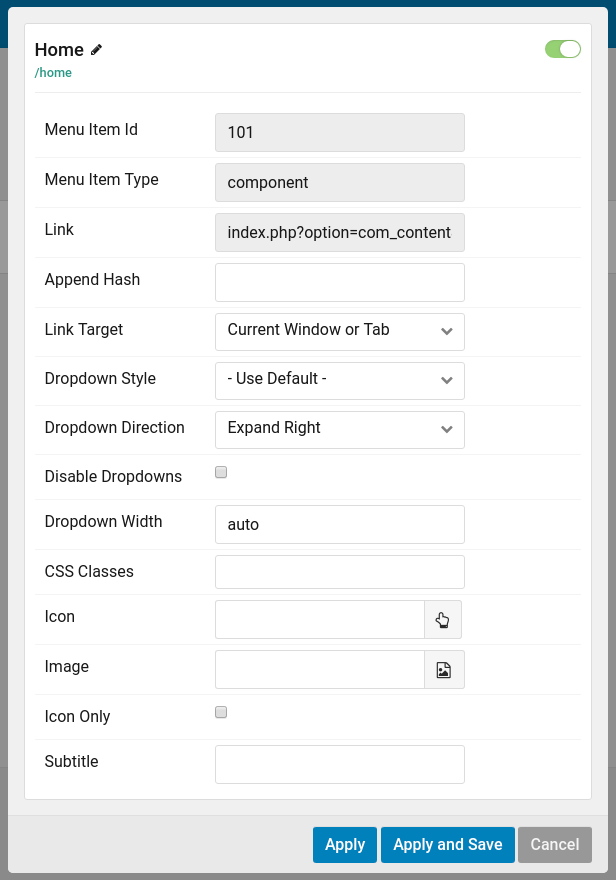 Home
/home
Menu Item Id
101
Menu Item Type
component
Link
index.php?option=com_content
Append Hash
Link Target
Current Window or Tab
Dropdown Style
- Use Default -
Dropdown Direction
Expand Right
Disable Dropdowns
Dropdown Width
auto
CSS Classes
Icon
Image
Icon Only
Subtitle
Apply
Apply and Save
Cancel